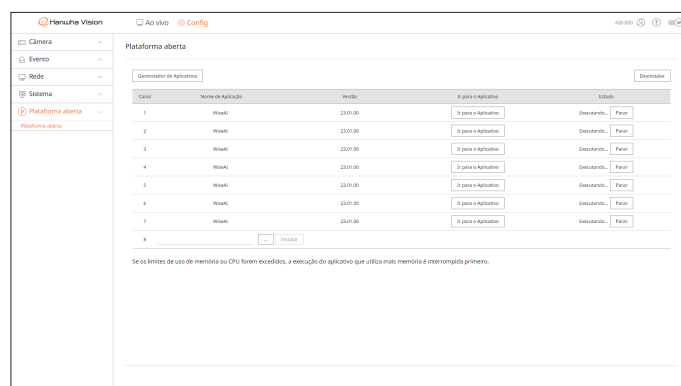 Hanwha Vision
Ao vivo Config
AIB-800
Câmera
Evento
Rede
Sistema
Plataforma aberta
Plataforma aberta
Plataforma aberta
Gerenciador de Aplicativos Desinstalar
Canal Nome de Aplicação Versão Ir para o Aplicativo Estado
1 WiseAI 23.01.00 Ir para o Aplicativo Executando... Parar
2 WiseAI 23.01.00 Ir para o Aplicativo Executando... Parar
3 WiseAI 23.01.00 Ir para o Aplicativo Executando... Parar
4 WiseAI 23.01.00 Ir para o Aplicativo Executando... Parar
5 WiseAI 23.01.00 Ir para o Aplicativo Executando... Parar
6 WiseAI 23.01.00 Ir para o Aplicativo Executando... Parar
7 WiseAI 23.01.00 Ir para o Aplicativo Executando... Parar
8 ... Instalar
Se os limites de uso de memória ou CPU forem excedidos, a execução do aplicativo que utiliza mais memória é interrompida primeiro.